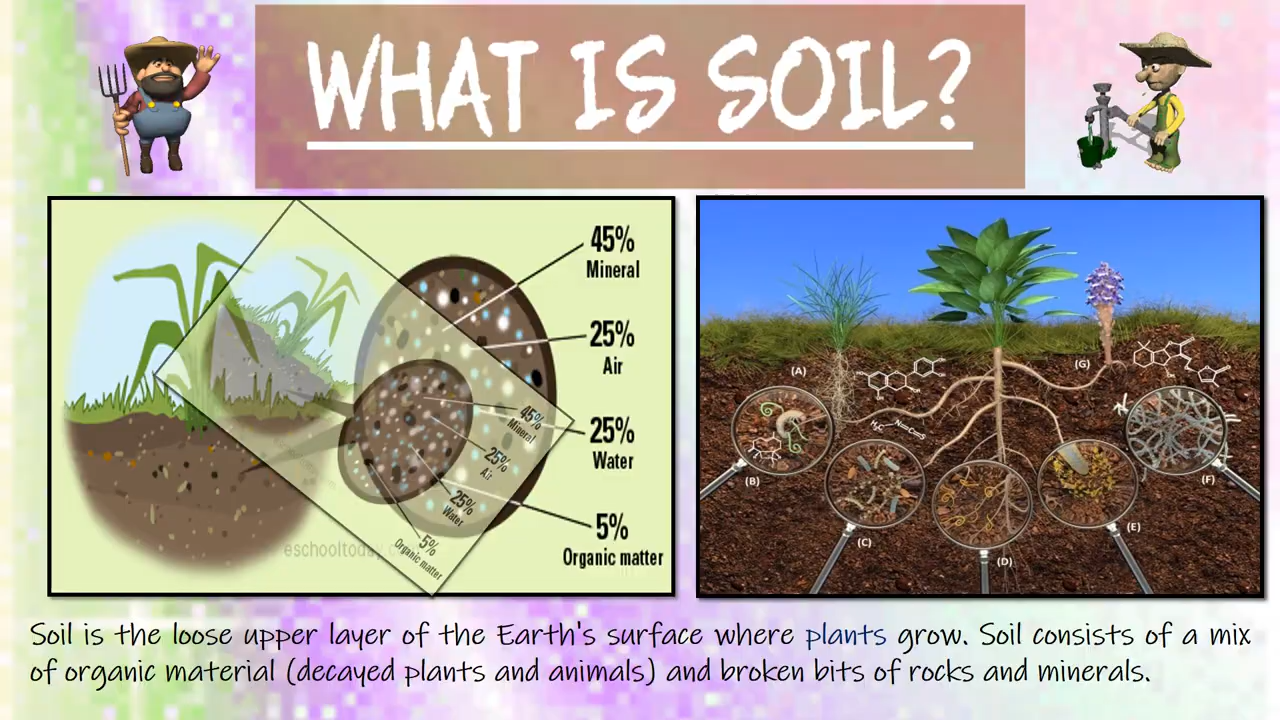 WHAT IS SOIL?
45%
Mineral
25%
Air
25%
Water
5%
Organic matter
45%
Mineral
25%
Air
25%
Water
5%
Organic matter
eschooltoday
(A)
(B)
(C)
(D)
(E)
(F)
(G)
H₃C
N=C=S
Soil is the loose upper layer of the Earth's surface where plants grow. Soil consists of a mix
of organic material (decayed plants and animals) and broken bits of rocks and minerals.